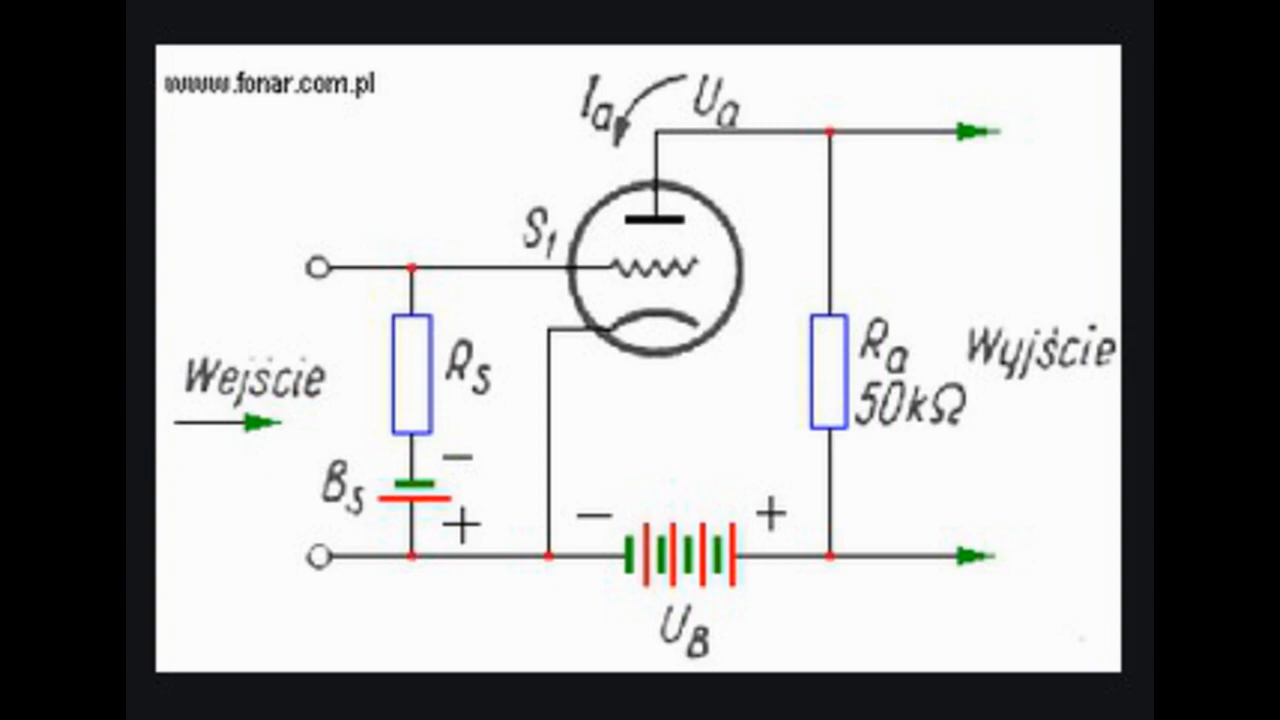 www.fonar.com.pl
Ia
Ua
S1
Wejście
Rs
Ra
50kΩ
Wyjście
Bs
−
+
−
+
UB